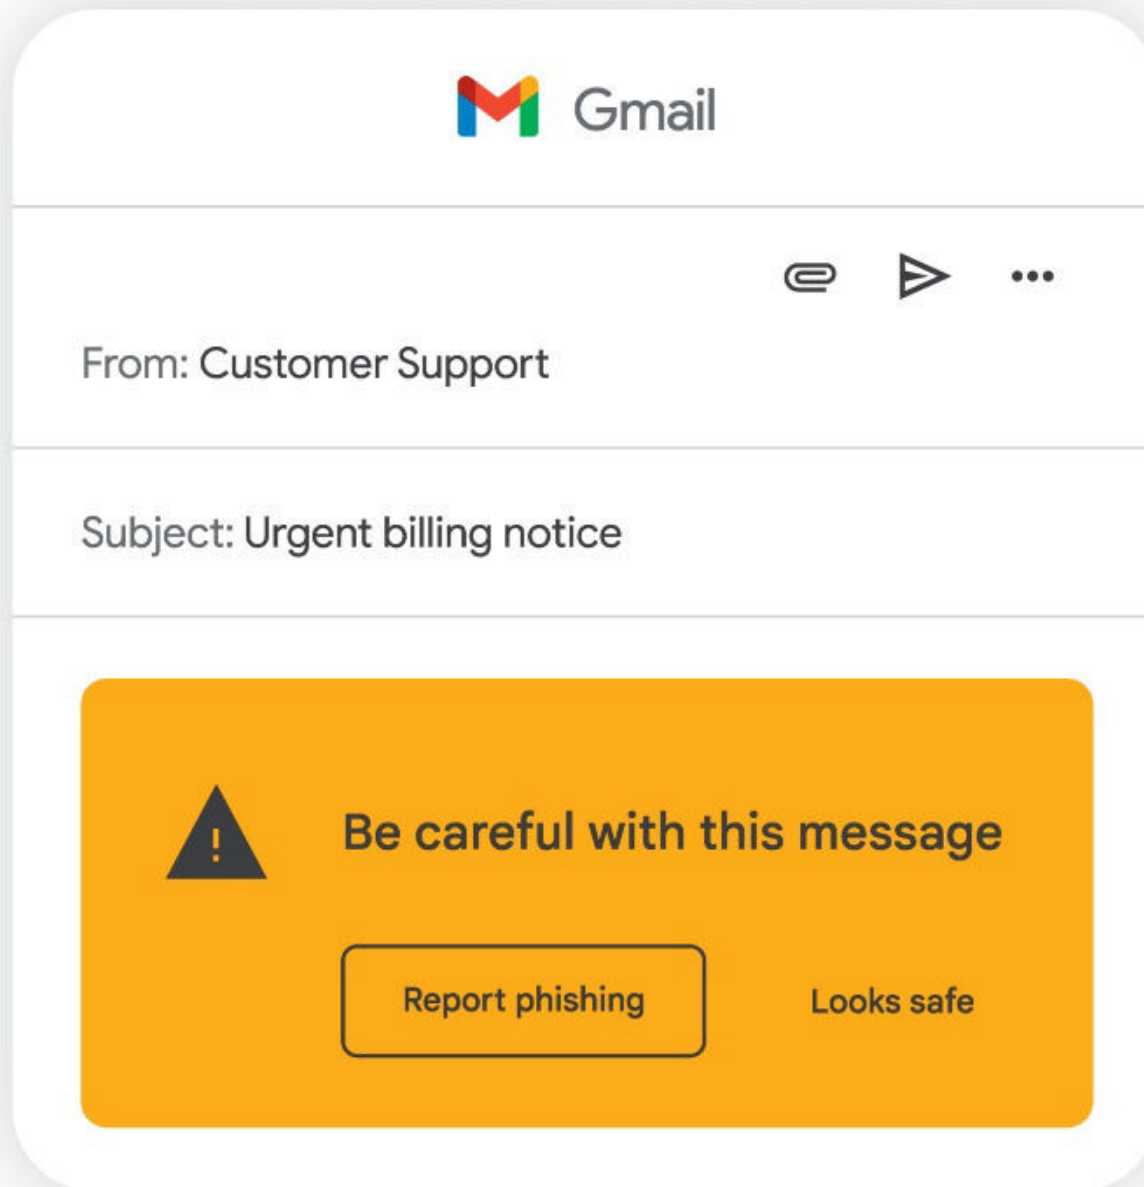 Gmail
From: Customer Support
Subject: Urgent billing notice
Be careful with this message
Report phishing Looks safe